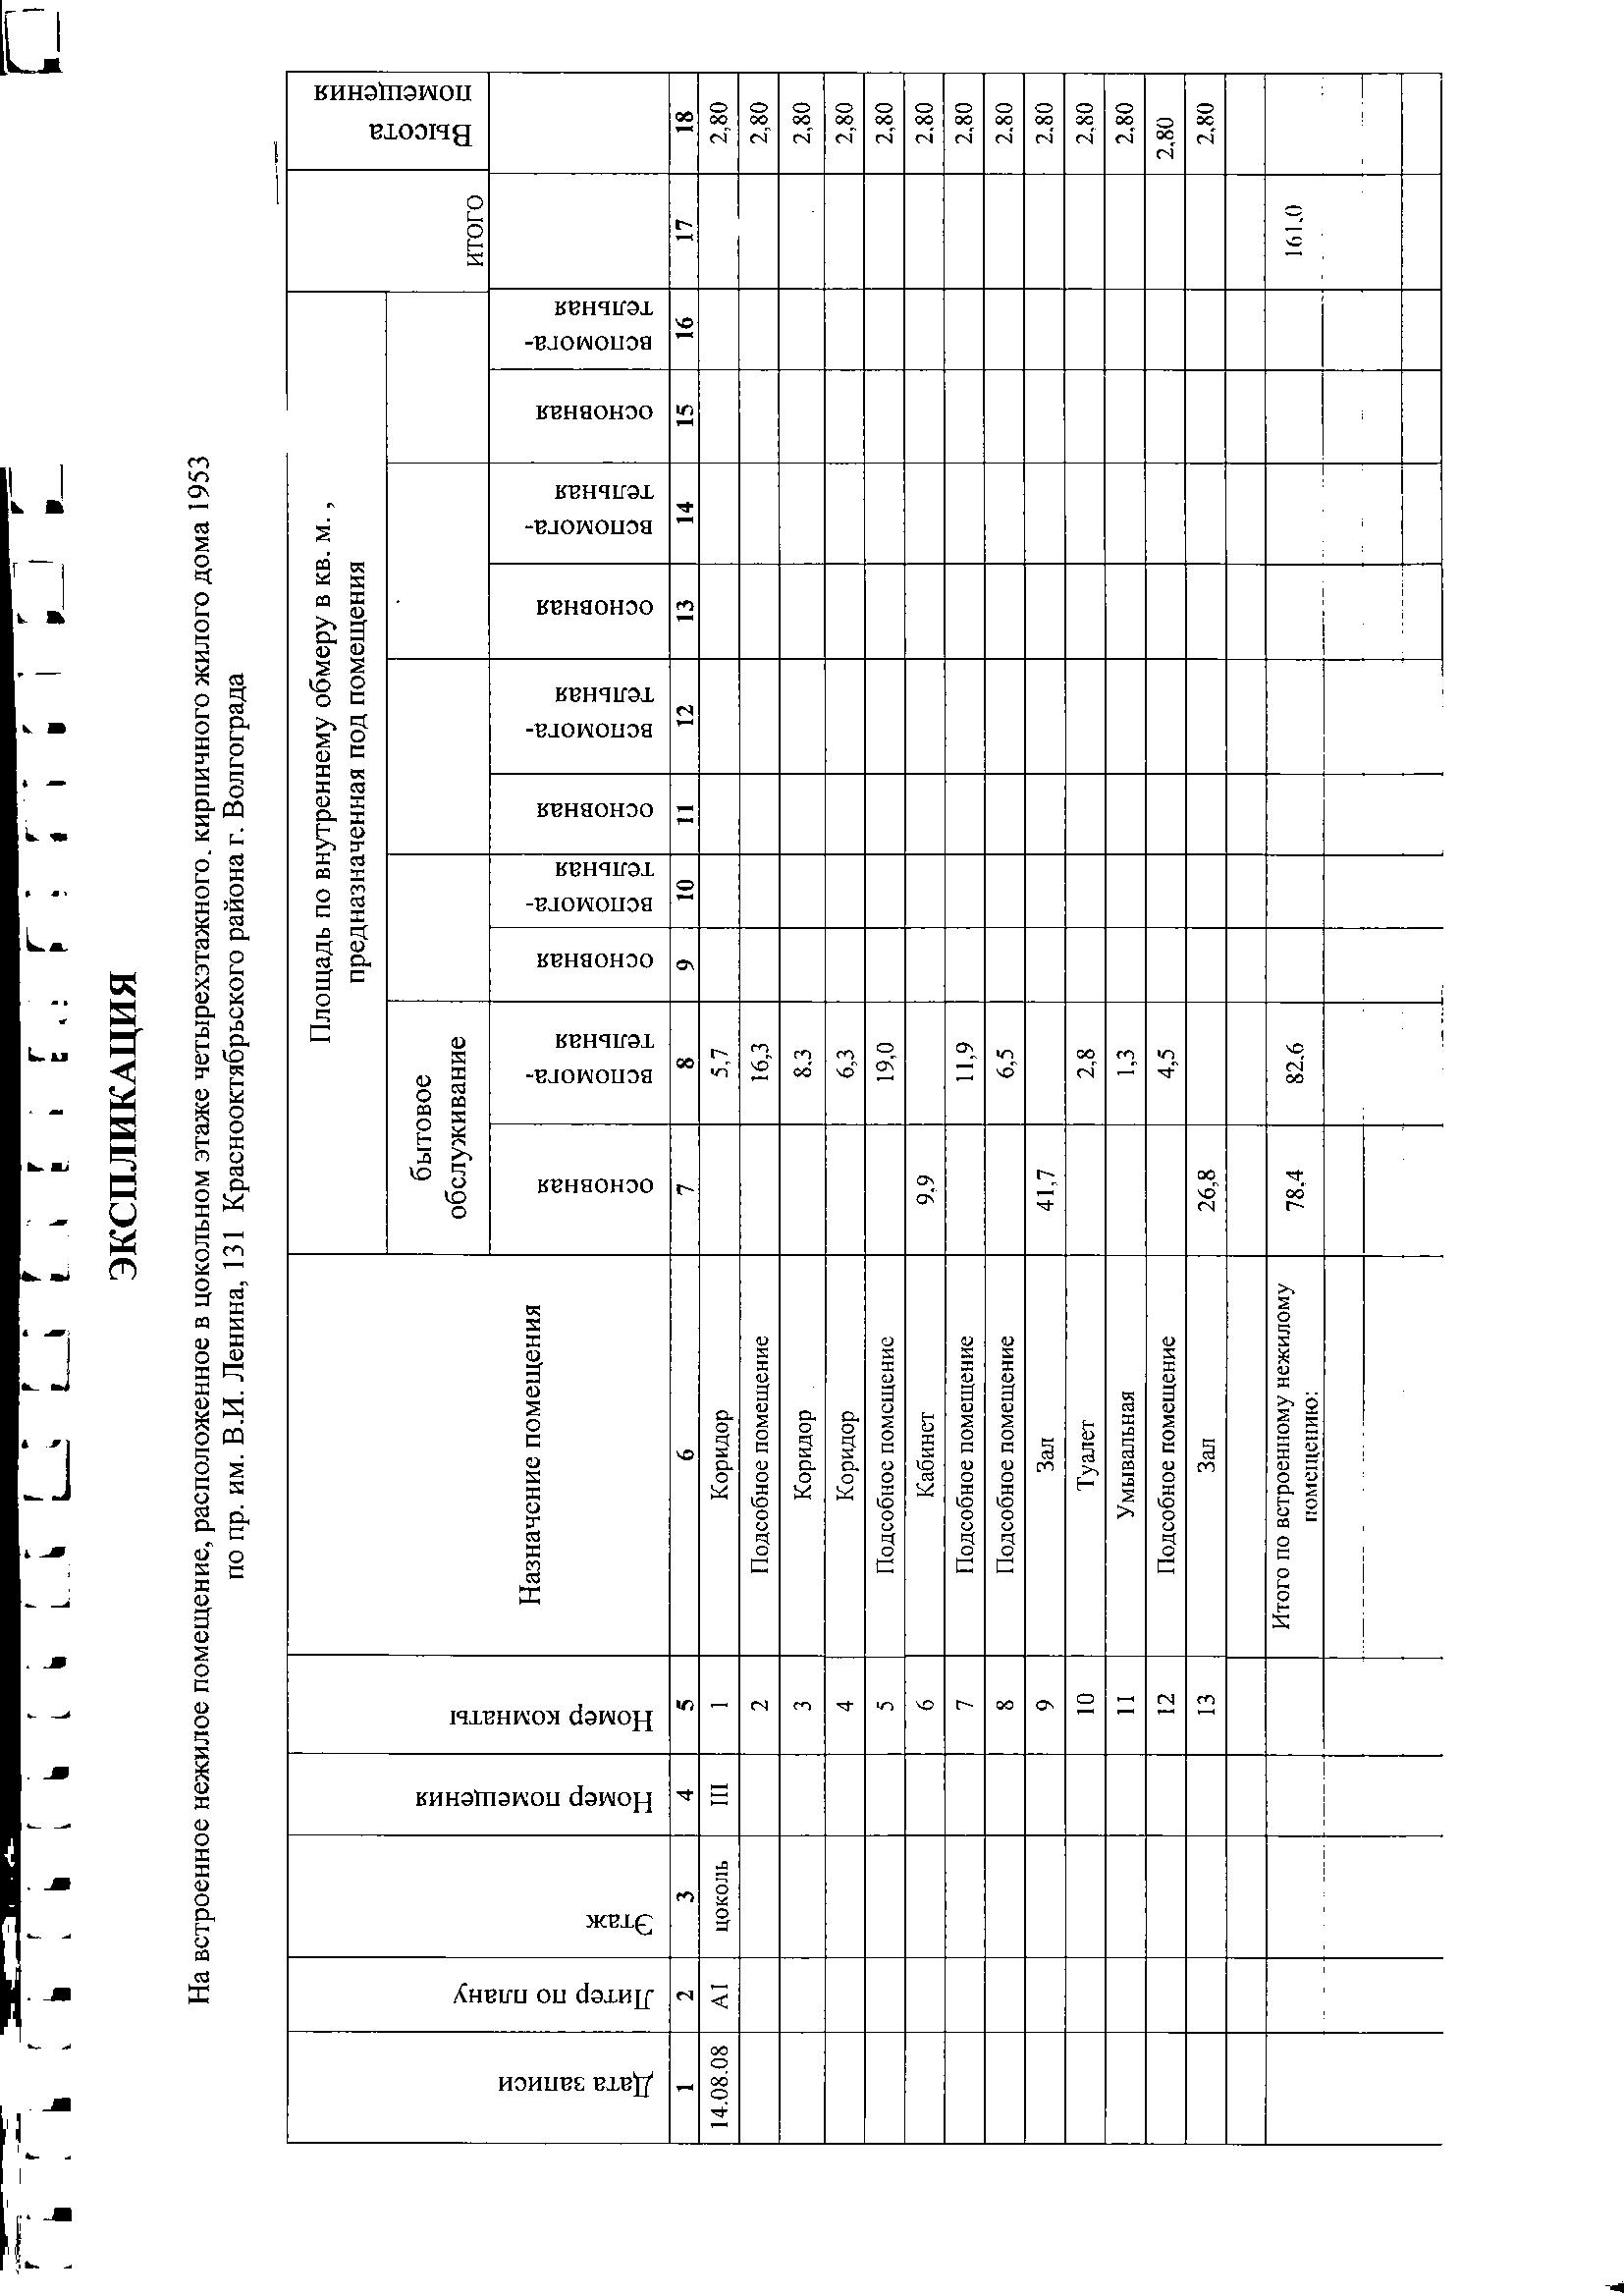 ЭКСПЛИКАЦИЯ
На встроенное нежилое помещение, расположенное в цокольном этаже четырехэтажного, кирпичного жилого дома 1953
по пр. им. В.И. Ленина, 131 Краснооктябрьского района г. Волгограда
Дата записи
Литер по плану
Этаж
Номер помещения
Номер комнаты
Назначение помещения
Площадь по внутреннему обмеру в кв. м. ,
предназначенная под помещения
ИТОГО
Высота
помещения
бытовое
обслуживание
основная
вспомога-
тельная
основная
вспомога-
тельная
основная
вспомога-
тельная
основная
вспомога-
тельная
основная
вспомога-
тельная
1 2 3 4 5 6 7 8 9 10 11 12 13 14 15 16 17 18
14.08.08 А1 цоколь III 1 Коридор 5,7 2,80
2 Подсобное помещение 16,3 2,80
3 Коридор 8.3 2,80
4 Коридор 6,3 2,80
5 Подсобное помещение 19,0 2,80
6 Кабинет 9,9 2.80
7 Подсобное помещение 11,9 2,80
8 Подсобное помещение 6,5 2.80
9 Зал 41,7 2.80
10 Туалет 2,8 2,80
11 Умывальная 1,3 2,80
12 Подсобное помещение 4,5 2,80
13 Зал 26,8 2,80
Итого по встроенному нежилому
помещению: 78.4 82.6 161.0